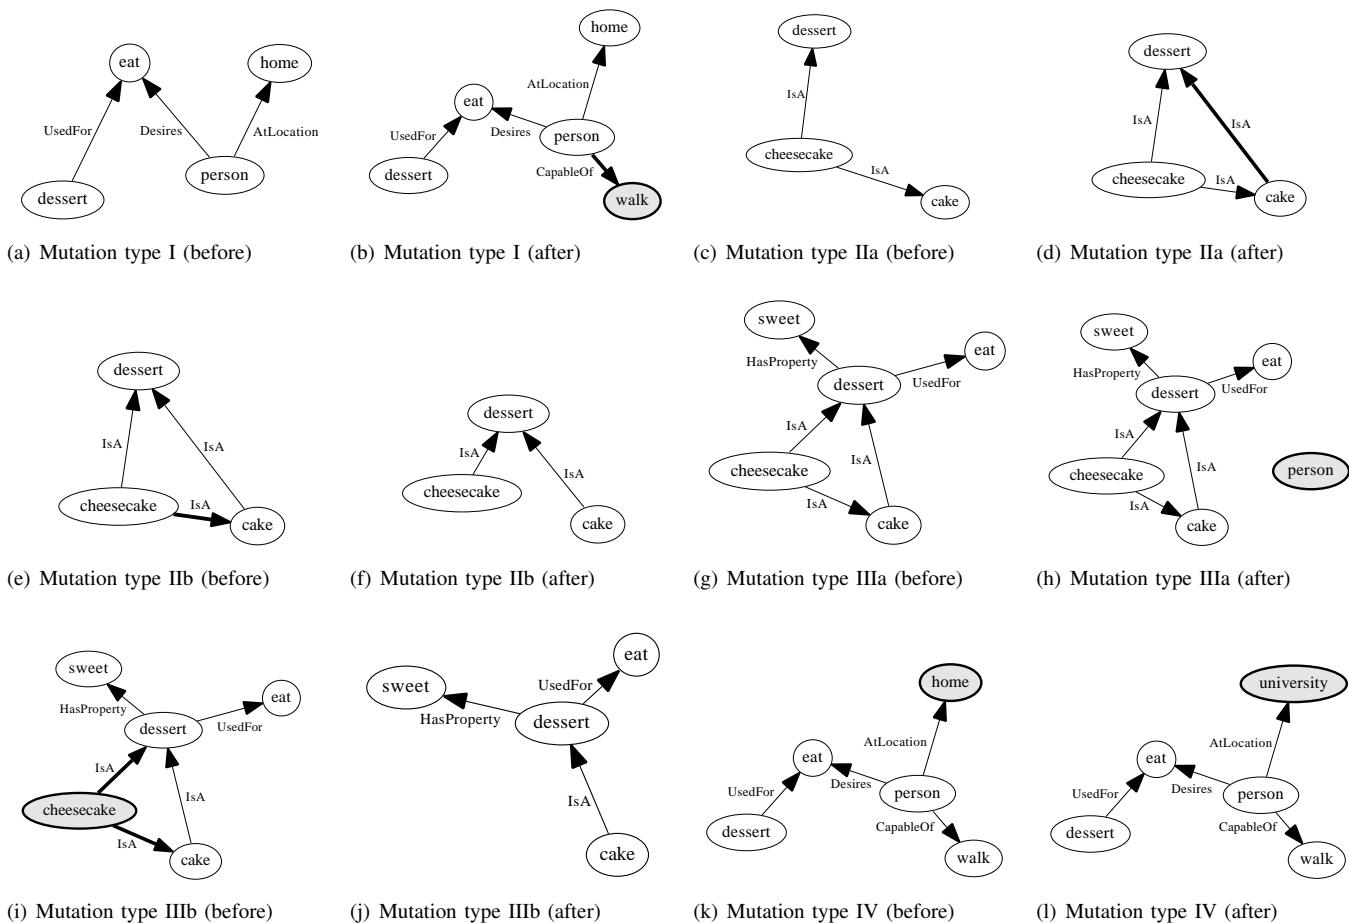 eat
home
UsedFor
Desires
AtLocation
person
dessert
(a) Mutation type I (before)
home
AtLocation
eat
UsedFor
Desires
person
dessert
CapableOf
walk
(b) Mutation type I (after)
dessert
IsA
cheesecake
IsA
cake
(c) Mutation type IIa (before)
dessert
IsA
IsA
cheesecake
IsA
cake
(d) Mutation type IIa (after)
dessert
IsA
IsA
cheesecake
IsA
cake
(e) Mutation type IIb (before)
dessert
IsA
IsA
cheesecake
cake
(f) Mutation type IIb (after)
sweet
eat
HasProperty
UsedFor
dessert
IsA
IsA
cheesecake
IsA
cake
(g) Mutation type IIIa (before)
sweet
eat
HasProperty
UsedFor
dessert
IsA
IsA
cheesecake
person
IsA
cake
(h) Mutation type IIIa (after)
sweet
eat
HasProperty
UsedFor
dessert
IsA
IsA
cheesecake
IsA
cake
(i) Mutation type IIIb (before)
eat
sweet
UsedFor
HasProperty
dessert
IsA
cake
(j) Mutation type IIIb (after)
home
AtLocation
eat
UsedFor
Desires
person
dessert
CapableOf
walk
(k) Mutation type IV (before)
university
AtLocation
eat
UsedFor
Desires
person
dessert
CapableOf
walk
(l) Mutation type IV (after)